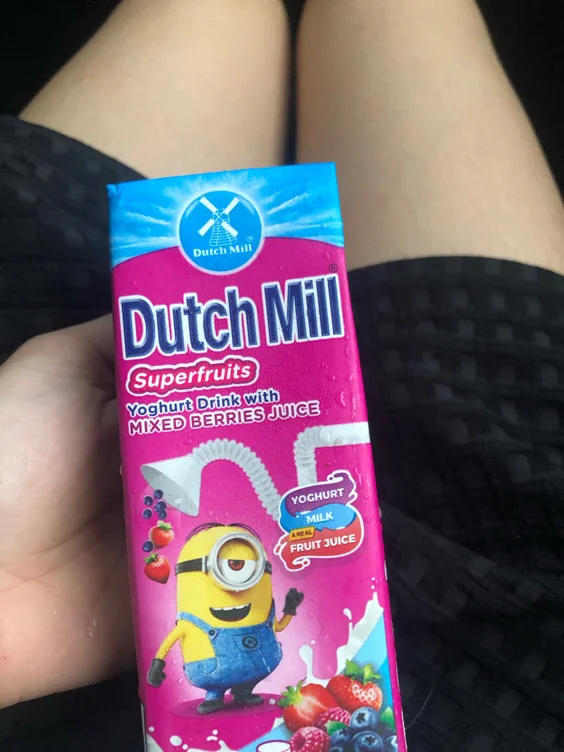 Dutch Mill®
Dutch Mill®
Superfruits
Yoghurt Drink with
MIXED BERRIES JUICE
YOGHURT
MILK
& REAL
FRUIT JUICE